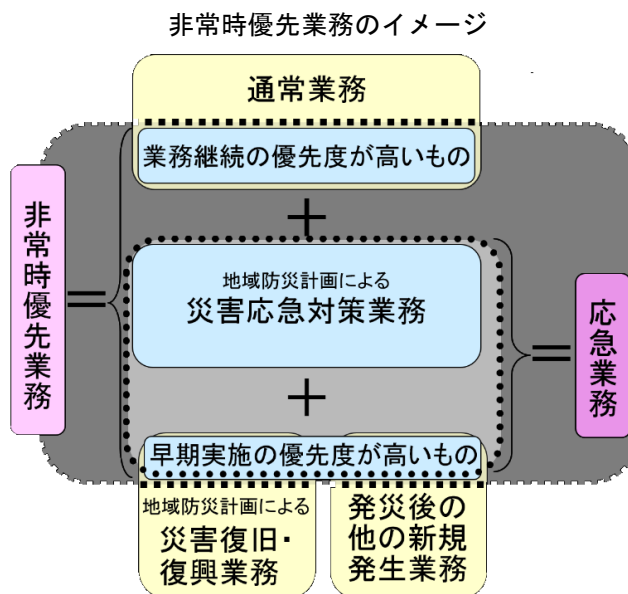 非常時優先業務のイメージ
通常業務
業務継続の優先度が高いもの
+
非常時優先業務
=
地域防災計画による
災害応急対策業務
=
応急業務
+
早期実施の優先度が高いもの
地域防災計画による
災害復旧・
復興業務
発災後の
他の新規
発生業務